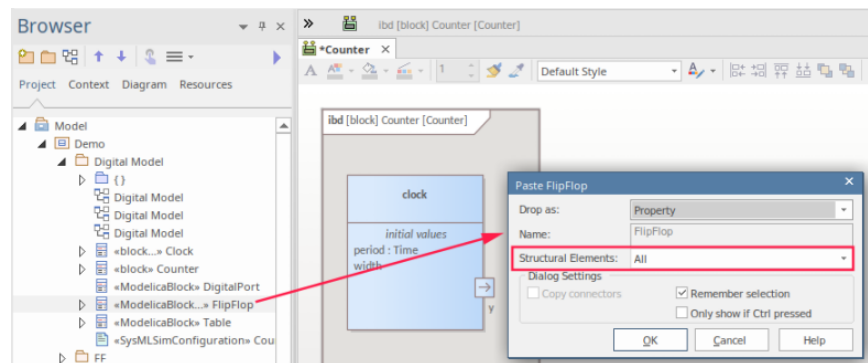 Browser
Project Context Diagram Resources
Model
Demo
Digital Model
{ }
Digital Model
Digital Model
Digital Model
«block...» Clock
«block» Counter
«ModelicaBlock» DigitalPort
«ModelicaBlock...» FlipFlop
«ModelicaBlock» Table
«SysMLSimConfiguration» Cou
FF
ibd [block] Counter [Counter]
*Counter
1 Default Style
ibd [block] Counter [Counter]
clock
initial values
period : Time
width
y
Paste FlipFlop
Drop as: Property
Name: FlipFlop
Structural Elements: All
Dialog Settings
Copy connectors Remember selection
Only show if Ctrl pressed
OK Cancel Help